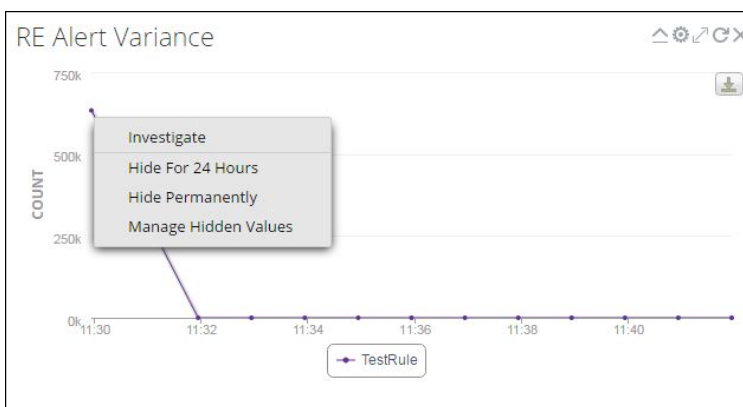 RE Alert Variance
750k
500k
250k
0k
COUNT
Investigate
Hide For 24 Hours
Hide Permanently
Manage Hidden Values
11:30
11:32
11:34
11:36
11:38
11:40
TestRule